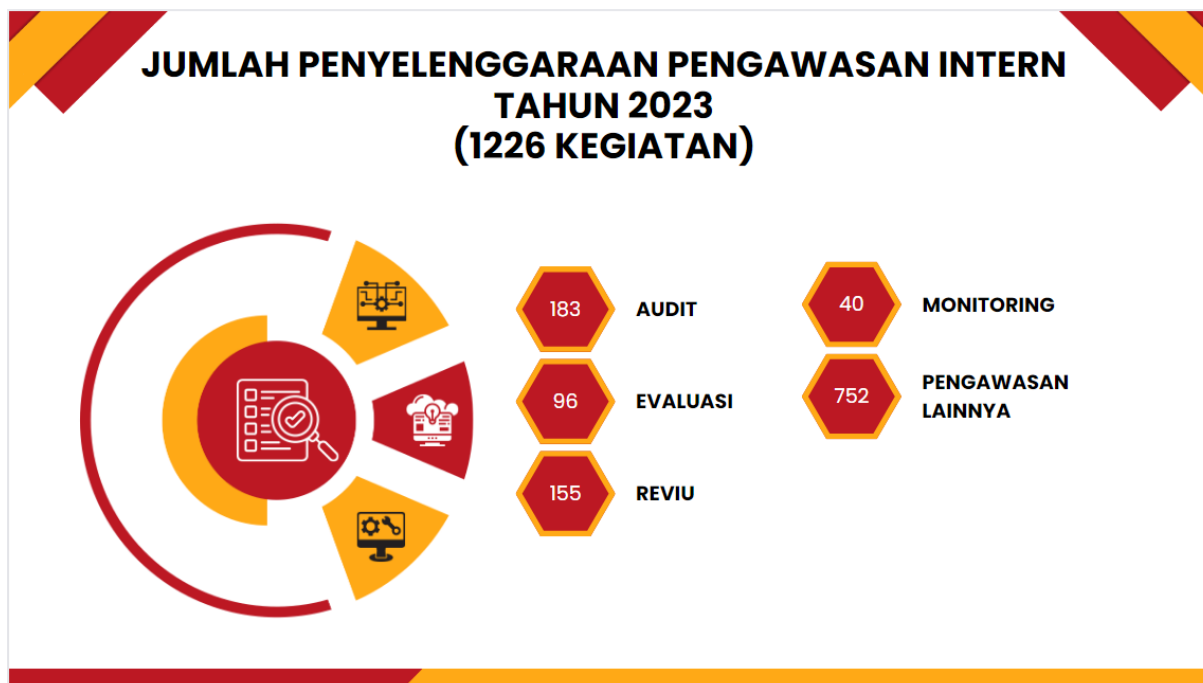 JUMLAH PENYELENGGARAAN PENGAWASAN INTERN
TAHUN 2023
(1226 KEGIATAN)
183 AUDIT
96 EVALUASI
155 REVIU
40 MONITORING
752 PENGAWASAN
LAINNYA